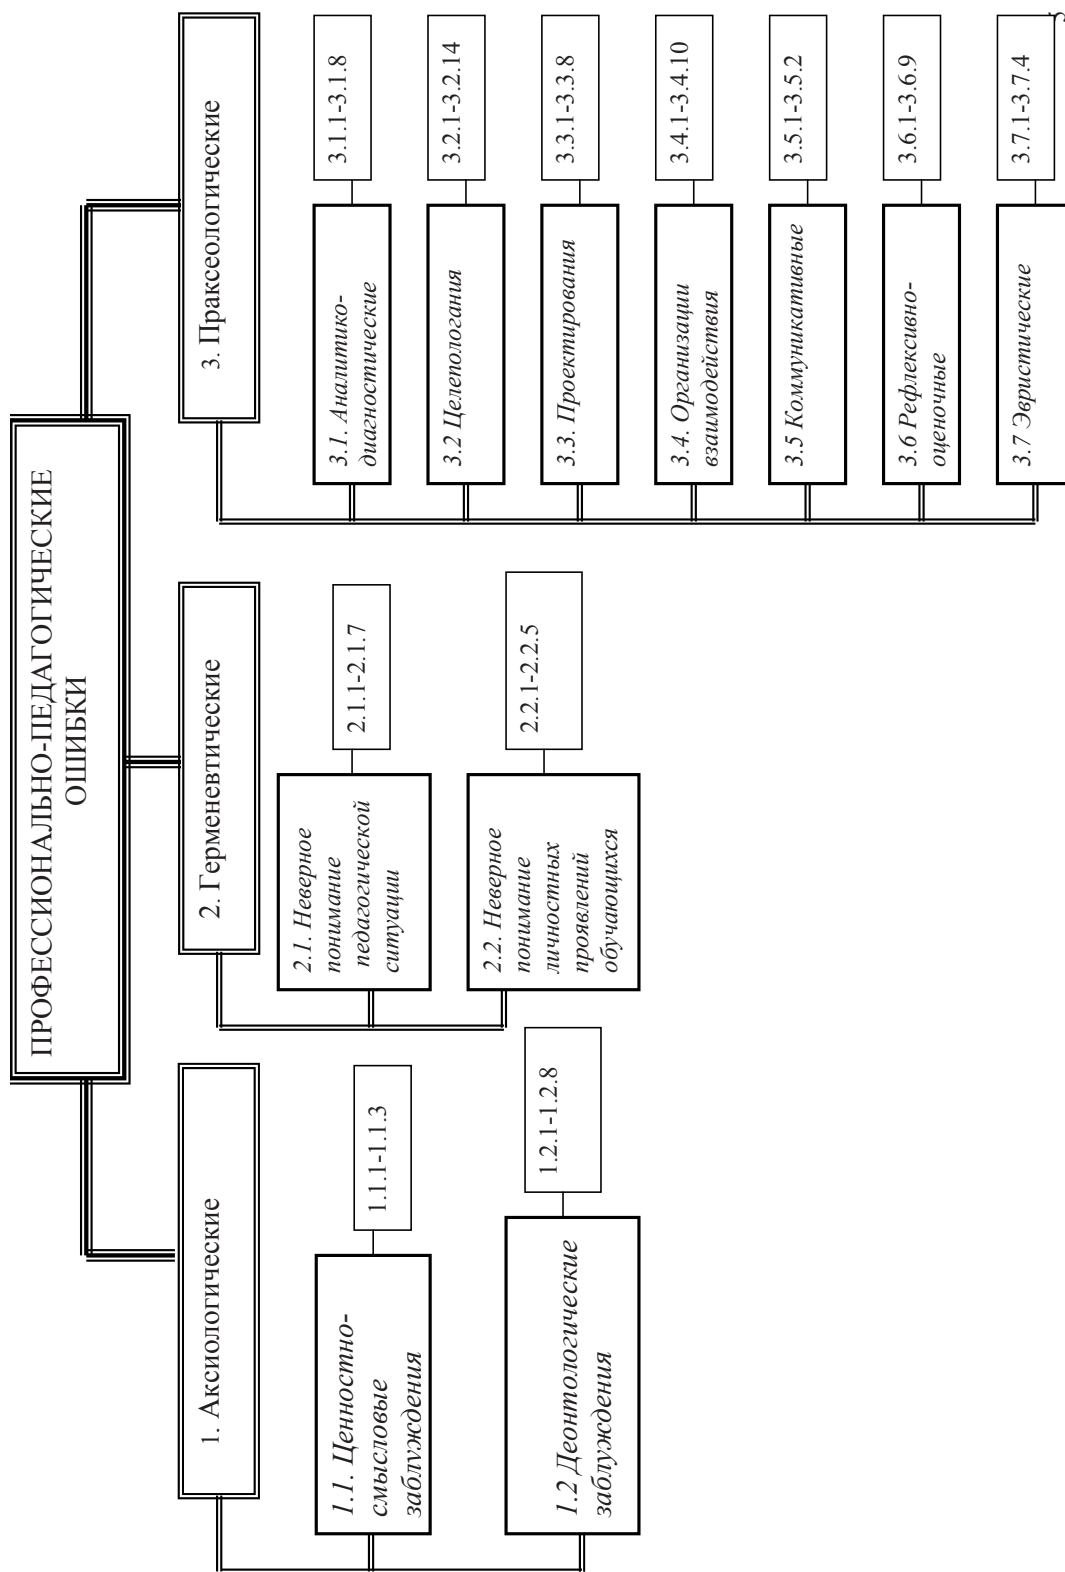 ПРОФЕССИОНАЛЬНО-ПЕДАГОГИЧЕСКИЕ
ОШИБКИ
1. Аксиологические
1.1. Ценностно-
смысловые
заблуждения
1.1.1-1.1.3
1.2 Деонтологические
заблуждения
1.2.1-1.2.8
2. Герменевтические
2.1. Неверное
понимание
педагогической
ситуации
2.1.1-2.1.7
2.2. Неверное
понимание
личностных
проявлений
обучающихся
2.2.1-2.2.5
3. Праксеологические
3.1. Аналитико-
диагностические
3.1.1-3.1.8
3.2 Целепологания
3.2.1-3.2.14
3.3. Проектирования
3.3.1-3.3.8
3.4. Организации
взаимодействия
3.4.1-3.4.10
3.5 Коммуникативные
3.5.1-3.5.2
3.6 Рефлексивно-
оценочные
3.6.1-3.6.9
3.7 Эвристические
3.7.1-3.7.4